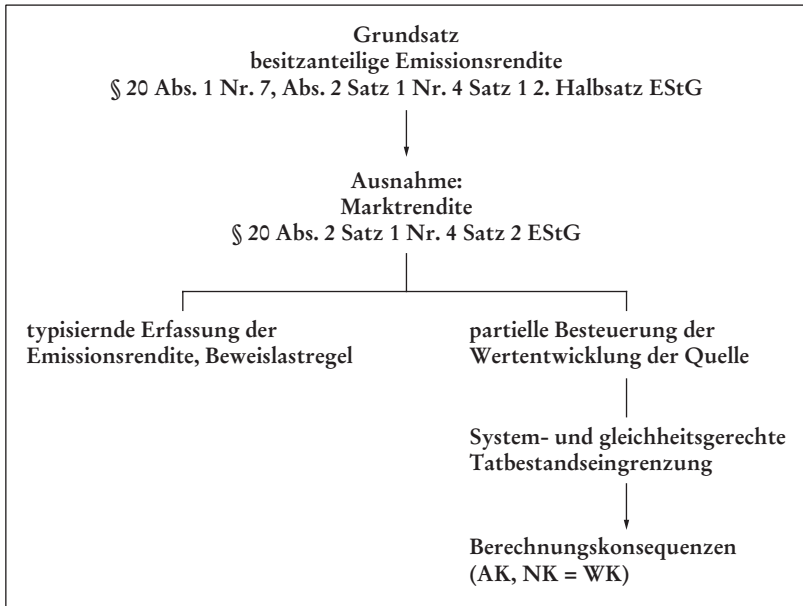 Grundsatz
besitzanteilige Emissionsrendite
§ 20 Abs. 1 Nr. 7, Abs. 2 Satz 1 Nr. 4 Satz 1 2. Halbsatz EStG
Ausnahme:
Marktrendite
§ 20 Abs. 2 Satz 1 Nr. 4 Satz 2 EStG
typisiernde Erfassung der
Emissionsrendite, Beweislastregel
partielle Besteuerung der
Wertentwicklung der Quelle
System- und gleichheitsgerechte
Tatbestandseingrenzung
Berechnungskonsequenzen
(AK, NK = WK)